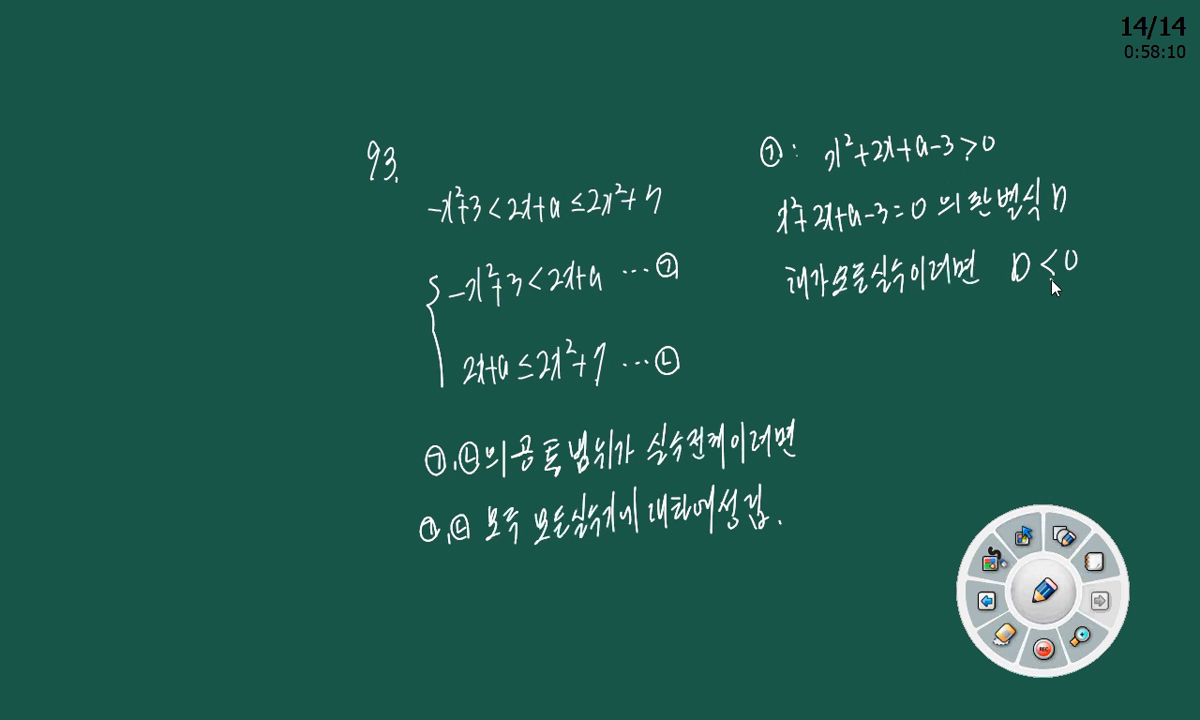 14/14
0:58:10
93.
-x²+3 < 2x+a ≤ 2x²+7
-x²+3 < 2x+a ... ㉠
2x+a ≤ 2x²+7 ... ㉡
㉠,㉡의 공통범위가 실수전체이려면
㉠,㉡ 모두 모든실수 에 대하여 성립.
㉠: x²+2x+a-3>0
x²+2x+a-3=0 의 판별식 D
해가 모든실수이려면 D<0
REC